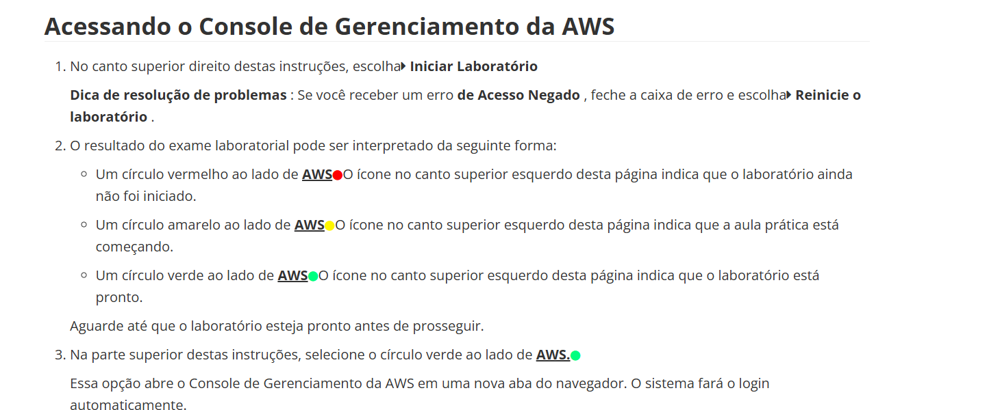 Acessando o Console de Gerenciamento da AWS
1. No canto superior direito destas instruções, escolha Iniciar Laboratório
Dica de resolução de problemas : Se você receber um erro de Acesso Negado , feche a caixa de erro e escolha Reinicie o
laboratório .
2. O resultado do exame laboratorial pode ser interpretado da seguinte forma:
Um círculo vermelho ao lado de AWS O ícone no canto superior esquerdo desta página indica que o laboratório ainda
não foi iniciado.
Um círculo amarelo ao lado de AWS O ícone no canto superior esquerdo desta página indica que a aula prática está
começando.
Um círculo verde ao lado de AWS O ícone no canto superior esquerdo desta página indica que o laboratório está
pronto.
Aguarde até que o laboratório esteja pronto antes de prosseguir.
3. Na parte superior destas instruções, selecione o círculo verde ao lado de AWS.
Essa opção abre o Console de Gerenciamento da AWS em uma nova aba do navegador. O sistema fará o login
automaticamente.